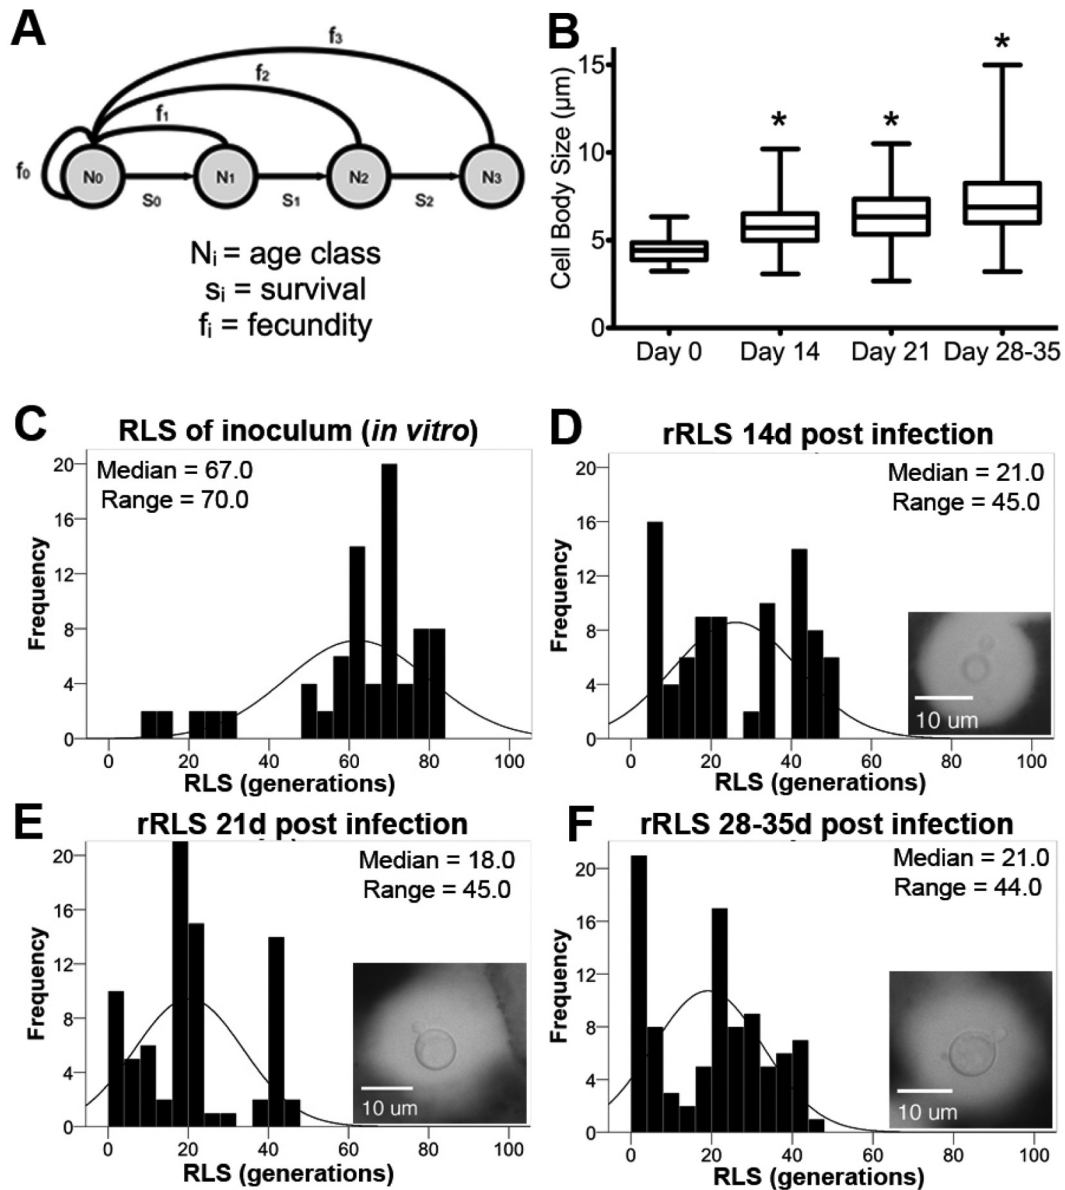 A
f₃
f₂
f₁
f₀
N₀
N₁
N₂
N₃
S₀
S₁
S₂
Nᵢ = age class
sᵢ = survival
fᵢ = fecundity
B
Cell Body Size (µm)
15
10
5
0
*
*
*
Day 0 Day 14 Day 21 Day 28-35
C
RLS of inoculum (in vitro)
Median = 67.0
Range = 70.0
Frequency
20
16
12
8
4
0
0 20 40 60 80 100
RLS (generations)
D
rRLS 14d post infection
Median = 21.0
Range = 45.0
Frequency
20
16
12
8
4
0
10 um
0 20 40 60 80 100
RLS (generations)
E
rRLS 21d post infection
Median = 18.0
Range = 45.0
Frequency
20
16
12
8
4
0
10 um
0 20 40 60 80 100
RLS (generations)
F
rRLS 28-35d post infection
Median = 21.0
Range = 44.0
Frequency
20
16
12
8
4
0
10 um
0 20 40 60 80 100
RLS (generations)